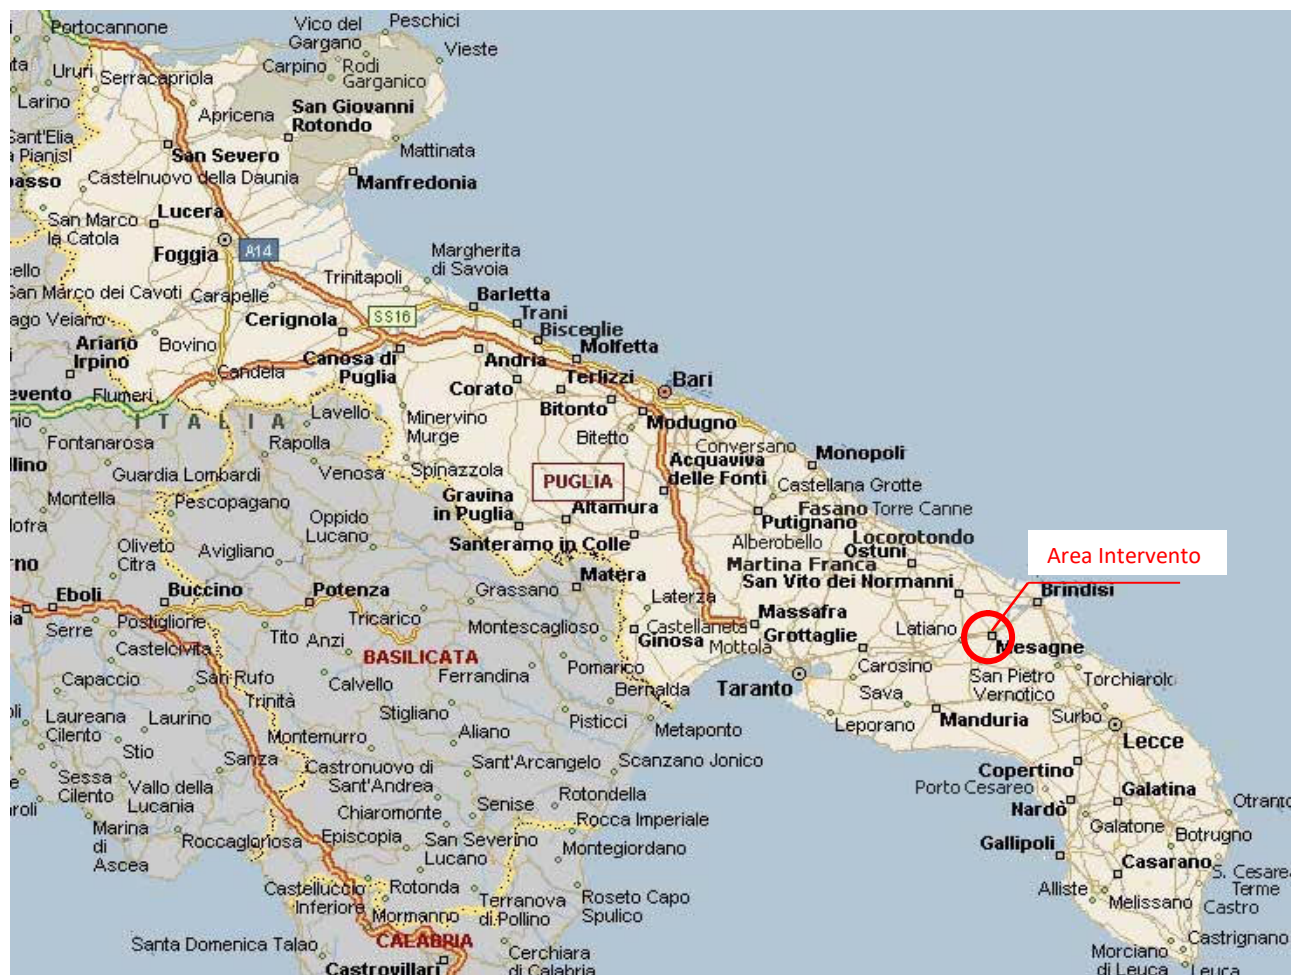 Portocannone
Vico del
Gargano
Peschici
Vieste
Ururi
Serracapriola
Carpino
Rodi
Garganico
Larino
Apricena
San Giovanni
Rotondo
Sant'Elia
a Pianisi
San Severo
Mattinata
Castelnuovo della Daunia
Manfredonia
San Marco
la Catola
Lucera
Foggia
A14
Margherita
di Savoia
Trinitapoli
San Marco dei Cavoti
Carapelle
Barletta
Trani
Cerignola
SS16
Bisceglie
Molfetta
Ariano
Irpino
Bovino
Canosa di
Puglia
Andria
Candela
Corato
Terlizzi
Bari
Flumeri
ITALIA
Lavello
Minervino
Murge
Bitonto
Modugno
Fontanarosa
Rapolla
Bitetto
Conversano
Monopoli
Guardia Lombardi
Venosa
Spinazzola
PUGLIA
Acquaviva
delle Fonti
Castellana Grotte
Montella
Pescopagano
Gravina
in Puglia
Altamura
Fasano
Torre Canne
Oppido
Lucano
Putignano
Oliveto
Citra
Avigliano
Santeramo in Colle
Alberobello
Locorotondo
Ostuni
Area Intervento
Martina Franca
Matera
San Vito dei Normanni
Brindisi
Eboli
Buccino
Potenza
Grassano
Laterza
Massafra
Serre
Postiglione
Tito
Anzi
Tricarico
Montescaglioso
Ginosa
Castellaneta
Mottola
Grottaglie
Latiano
Mesagne
Castelcivita
BASILICATA
Pomarico
Carosino
San Pietro
Vernotico
Torchiarolo
Capaccio
San Rufo
Calvello
Ferrandina
Bernalda
Taranto
Sava
Trinità
Laureana
Cilento
Laurino
Stigliano
Pisticci
Metaponto
Leporano
Manduria
Surbo
Lecce
Stio
Montemurro
Aliano
Sanza
Castronuovo di
Sant'Andrea
Sant'Arcangelo
Scanzano Jonico
Copertino
Sessa
Cilento
Vallo della
Lucania
Porto Cesareo
Galatina
Otranto
Chiaromonte
Senise
Rotondella
Nardò
Marina
di
Ascea
Roccagloriosa
Episcopia
San Severino
Lucano
Rocca Imperiale
Montegiordano
Galatone
Botrugno
Gallipoli
Casarano
Castelluccio
Inferiore
Rotonda
Terranova
di Pollino
Roseto Capo
Spulico
Alliste
Melissano
S. Cesarea
Terme
Castro
Mormanno
Santa Domenica Talao
CALABRIA
Castrovillari
Cerchiara
di Calabria
Morciano
di Leuca
Castrignano
Leuca